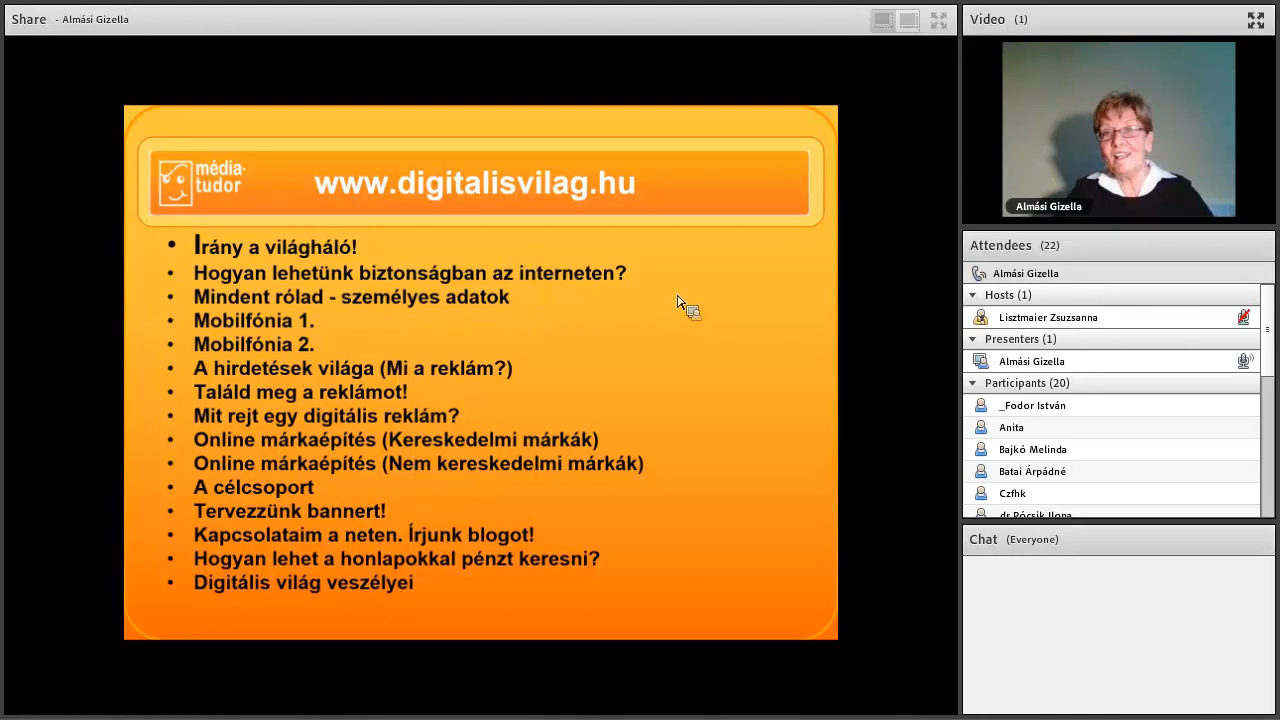 Share - Almási Gizella
média-
tudor
www.digitalisvilag.hu
• Irány a világháló!
• Hogyan lehetünk biztonságban az interneten?
• Mindent rólad - személyes adatok
• Mobilfónia 1.
• Mobilfónia 2.
• A hirdetések világa (Mi a reklám?)
• Találd meg a reklámot!
• Mit rejt egy digitális reklám?
• Online márkaépítés (Kereskedelmi márkák)
• Online márkaépítés (Nem kereskedelmi márkák)
• A célcsoport
• Tervezzünk bannert!
• Kapcsolataim a neten. Írjunk blogot!
• Hogyan lehet a honlapokkal pénzt keresni?
• Digitális világ veszélyei
Video (1)
Almási Gizella
Attendees (22)
Almási Gizella
Hosts (1)
Lisztmaier Zsuzsanna
Presenters (1)
Almási Gizella
Participants (20)
_Fodor István
Anita
Bajkó Melinda
Batai Árpádné
Czfhk
dr Pócsik Ilona
Chat (Everyone)